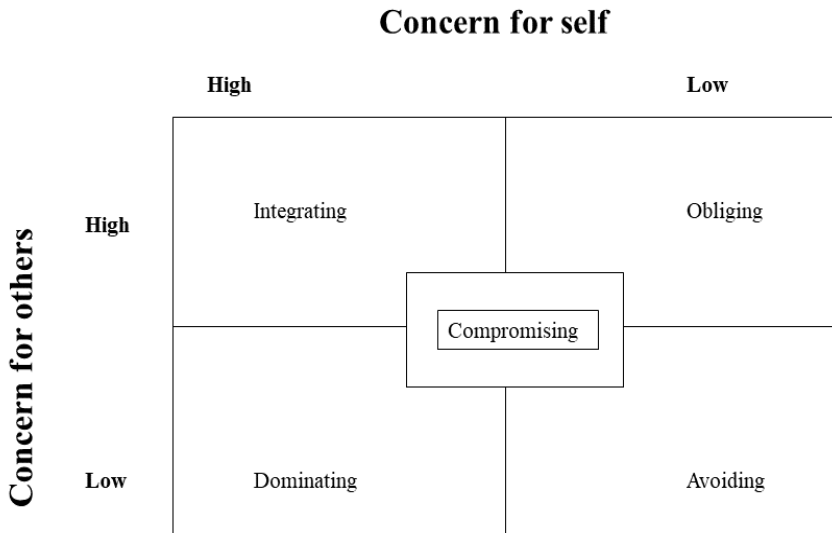 Concern for self
High
Low
Concern for others
High
Integrating
Obliging
Compromising
Low
Dominating
Avoiding